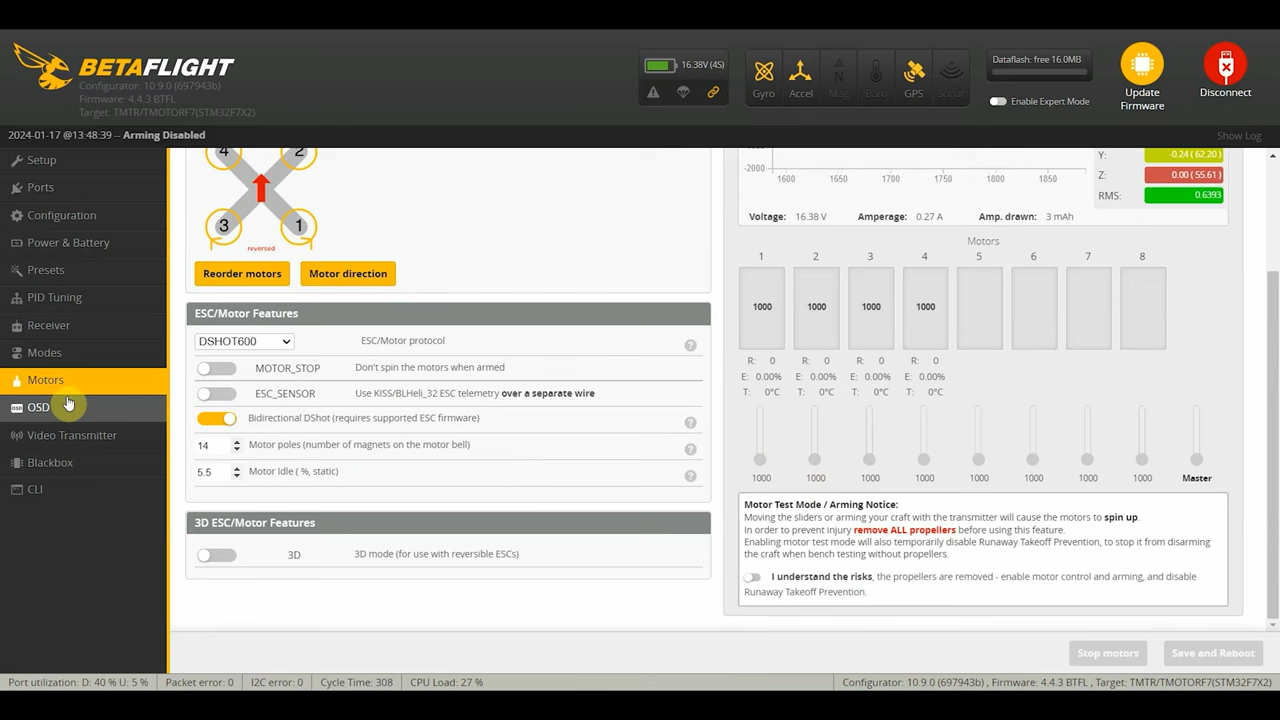 BETAFLIGHT
Configurator: 10.9.0 (697943b)
Firmware: 4.4.3 BTFL
Target: TMTR/TMOTORF7(STM32F7X2)
16.38V (4S)
Gyro
Accel
Mag
Baro
GPS
Sonar
Dataflash: free 16.0MB
Enable Expert Mode
Update
Firmware
Disconnect
2024-01-17 @13:48:39 -- Arming Disabled
Show Log
Setup
Ports
Configuration
Power & Battery
Presets
PID Tuning
Receiver
Modes
Motors
OSD
Video Transmitter
Blackbox
CLI
4 2
3 1
reversed
Reorder motors
Motor direction
ESC/Motor Features
DSHOT600 ESC/Motor protocol ?
MOTOR_STOP Don't spin the motors when armed
ESC_SENSOR Use KISS/BLHeli_32 ESC telemetry over a separate wire
Bidirectional DShot (requires supported ESC firmware) ?
14 Motor poles (number of magnets on the motor bell) ?
5.5 Motor Idle ( %, static) ?
3D ESC/Motor Features
3D 3D mode (for use with reversible ESCs)
-2000
1600 1650 1700 1750 1800 1850
Y: -0.24 ( 62.20)
Z: 0.00 ( 55.61)
RMS: 0.6393
Voltage: 16.38 V Amperage: 0.27 A Amp. drawn: 3 mAh
Motors
1 2 3 4 5 6 7 8
1000 1000 1000 1000
R: 0 R: 0 R: 0 R: 0
E: 0.00% E: 0.00% E: 0.00% E: 0.00%
T: 0°C T: 0°C T: 0°C T: 0°C
1000 1000 1000 1000 1000 1000 1000 1000 Master
Motor Test Mode / Arming Notice:
Moving the sliders or arming your craft with the transmitter will cause the motors to spin up.
In order to prevent injury remove ALL propellers before using this feature.
Enabling motor test mode will also temporarily disable Runaway Takeoff Prevention, to stop it from disarming
the craft when bench testing without propellers.
I understand the risks, the propellers are removed - enable motor control and arming, and disable
Runaway Takeoff Prevention.
Stop motors
Save and Reboot
Port utilization: D: 40 % U: 5 % Packet error: 0 I2C error: 0 Cycle Time: 308 CPU Load: 27 % Configurator: 10.9.0 (697943b) , Firmware: 4.4.3 BTFL, Target: TMTR/TMOTORF7(STM32F7X2)